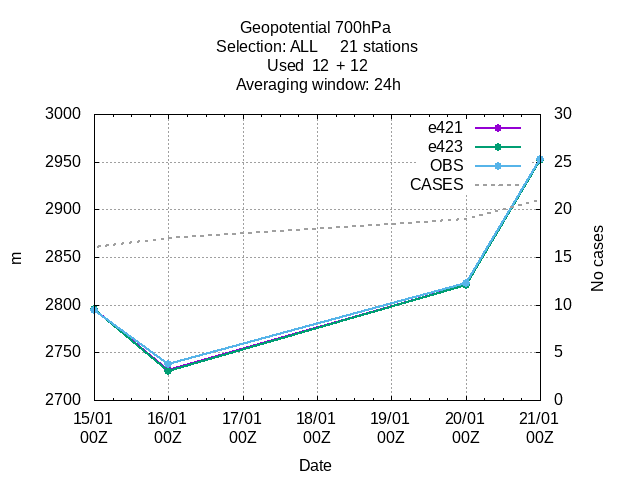 Geopotential 700hPa
Selection: ALL 21 stations
Used 12 + 12
Averaging window: 24h
3000
2950
2900
2850
2800
2750
2700
m
30
25
20
15
10
5
0
No cases
e421
e423
OBS
CASES
15/01 16/01 17/01 18/01 19/01 20/01 21/01
00Z 00Z 00Z 00Z 00Z 00Z 00Z
Date